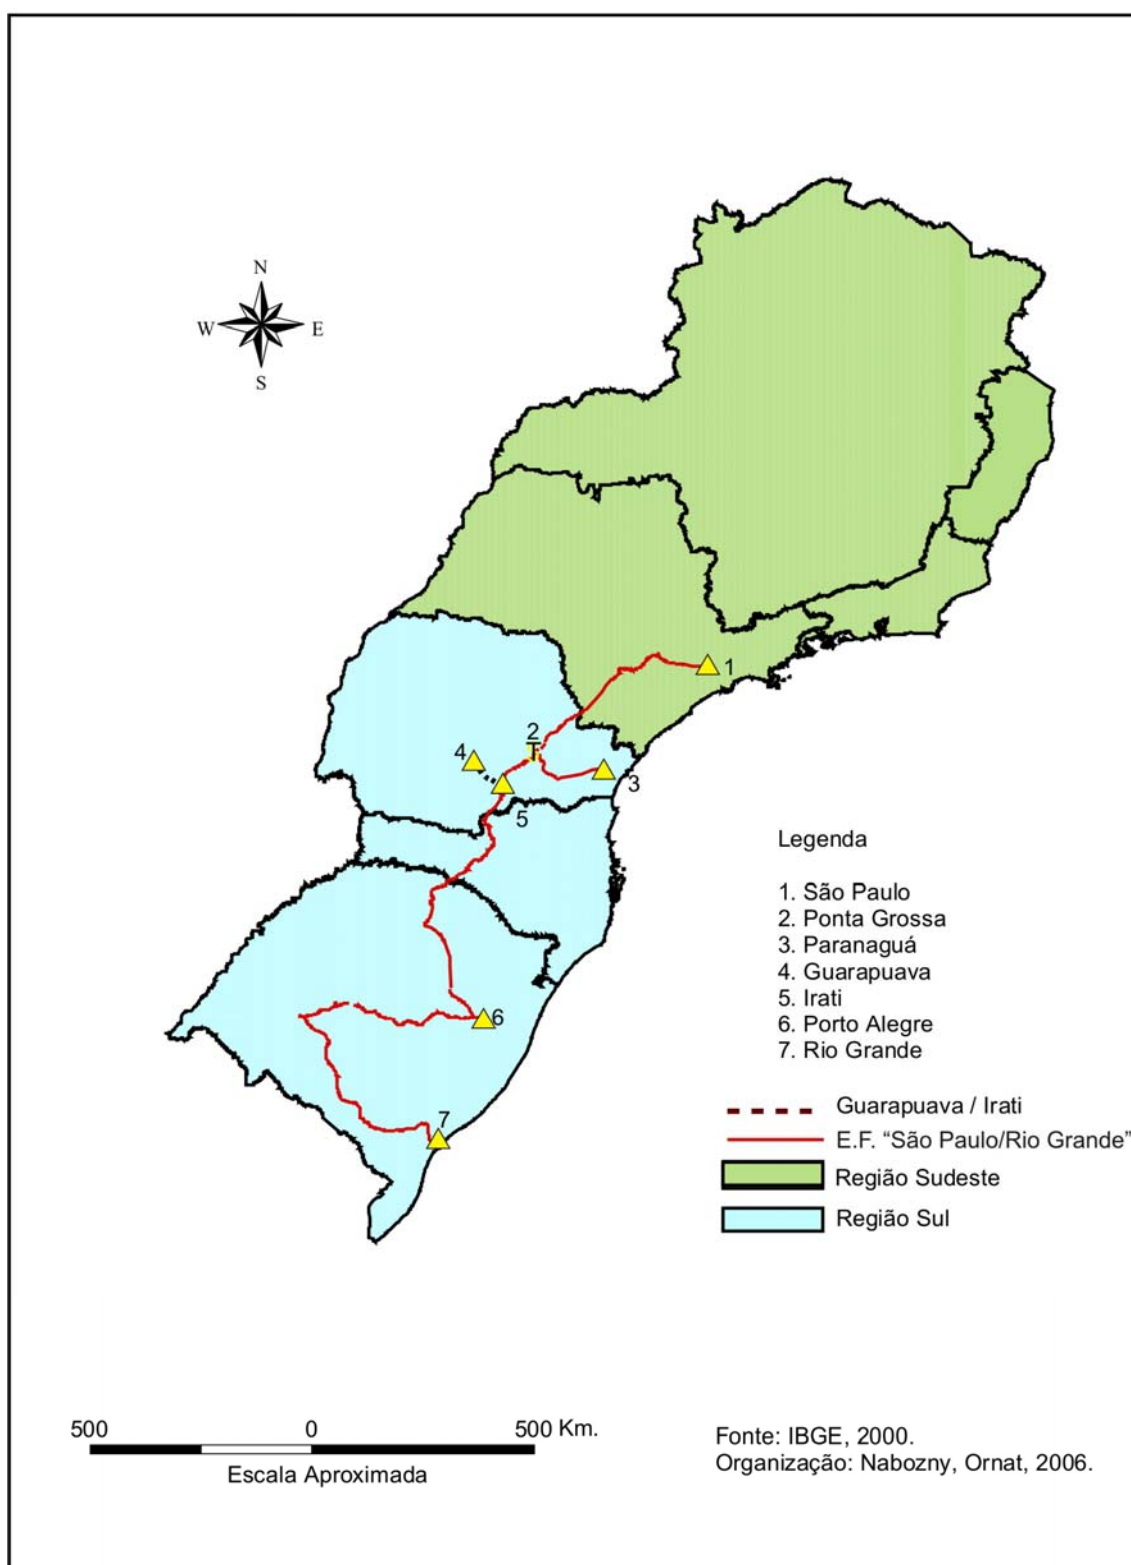 N
W E
S
1
2
T
4
3
5
6
7
Legenda
1. São Paulo
2. Ponta Grossa
3. Paranaguá
4. Guarapuava
5. Irati
6. Porto Alegre
7. Rio Grande
Guarapuava / Irati
E.F. “São Paulo/Rio Grande”
Região Sudeste
Região Sul
500 0 500 Km.
Escala Aproximada
Fonte: IBGE, 2000.
Organização: Nabozny, Ornat, 2006.